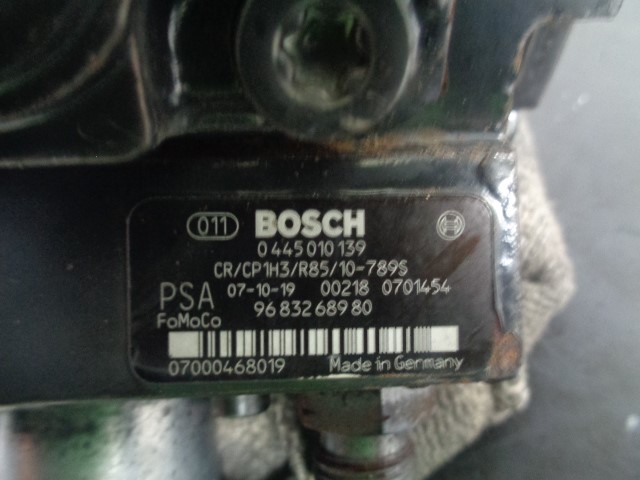 011 BOSCH
0 445 010 139
CR/CP1H3/R85/10-789S
PSA 07-10-19 00218 0701454
FoMoCo 96 832 689 80
07000468019 Made in Germany